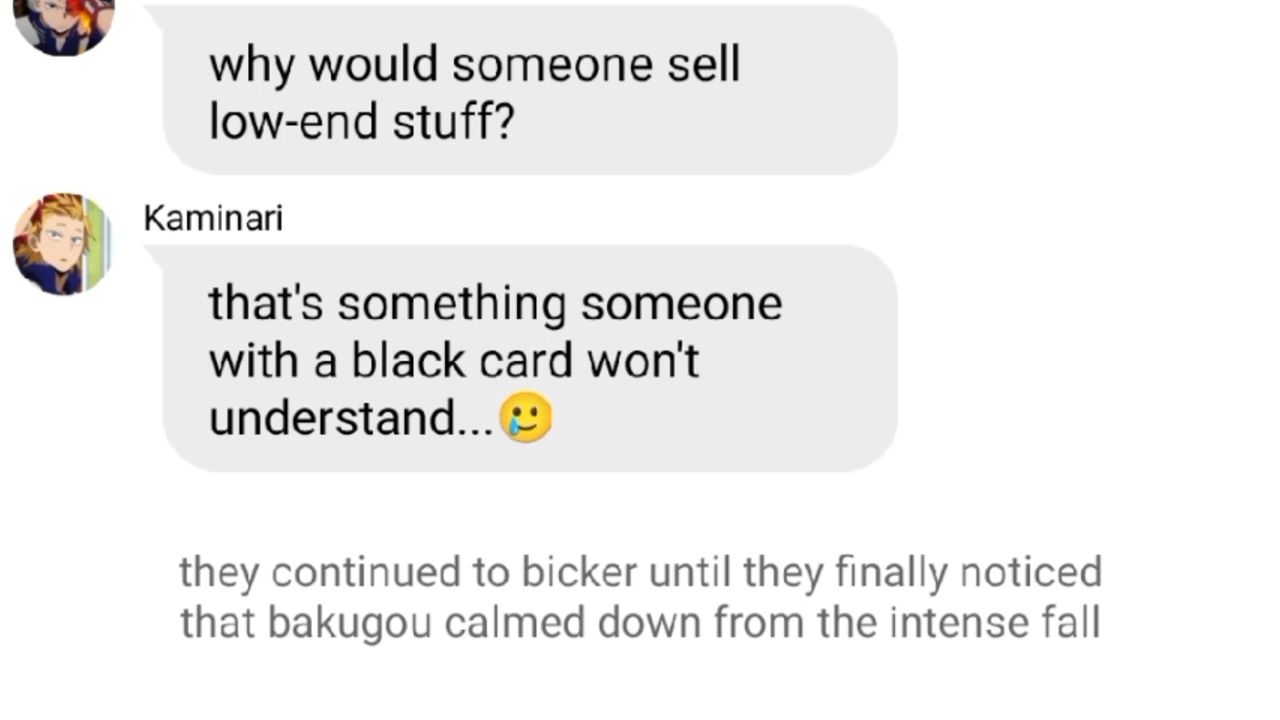 why would someone sell
low-end stuff?
Kaminari
that's something someone
with a black card won't
understand...🥲
they continued to bicker until they finally noticed
that bakugou calmed down from the intense fall